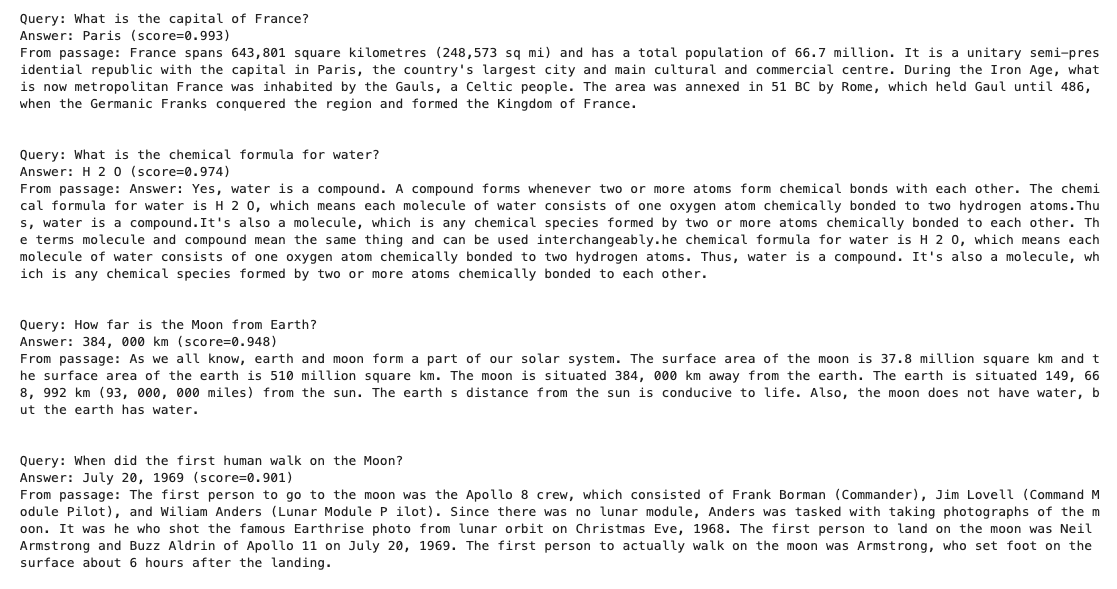 Query: What is the capital of France?
Answer: Paris (score=0.993)
From passage: France spans 643,801 square kilometres (248,573 sq mi) and has a total population of 66.7 million. It is a unitary semi-pres
idential republic with the capital in Paris, the country's largest city and main cultural and commercial centre. During the Iron Age, what
is now metropolitan France was inhabited by the Gauls, a Celtic people. The area was annexed in 51 BC by Rome, which held Gaul until 486,
when the Germanic Franks conquered the region and formed the Kingdom of France.
Query: What is the chemical formula for water?
Answer: H 2 O (score=0.974)
From passage: Answer: Yes, water is a compound. A compound forms whenever two or more atoms form chemical bonds with each other. The chemi
cal formula for water is H 2 O, which means each molecule of water consists of one oxygen atom chemically bonded to two hydrogen atoms.Thu
s, water is a compound.It's also a molecule, which is any chemical species formed by two or more atoms chemically bonded to each other. Th
e terms molecule and compound mean the same thing and can be used interchangeably.he chemical formula for water is H 2 O, which means each
molecule of water consists of one oxygen atom chemically bonded to two hydrogen atoms. Thus, water is a compound. It's also a molecule, wh
ich is any chemical species formed by two or more atoms chemically bonded to each other.
Query: How far is the Moon from Earth?
Answer: 384, 000 km (score=0.948)
From passage: As we all know, earth and moon form a part of our solar system. The surface area of the moon is 37.8 million square km and t
he surface area of the earth is 510 million square km. The moon is situated 384, 000 km away from the earth. The earth is situated 149, 66
8, 992 km (93, 000, 000 miles) from the sun. The earth s distance from the sun is conducive to life. Also, the moon does not have water, b
ut the earth has water.
Query: When did the first human walk on the Moon?
Answer: July 20, 1969 (score=0.901)
From passage: The first person to go to the moon was the Apollo 8 crew, which consisted of Frank Borman (Commander), Jim Lovell (Command M
odule Pilot), and Wiliam Anders (Lunar Module P ilot). Since there was no lunar module, Anders was tasked with taking photographs of the m
oon. It was he who shot the famous Earthrise photo from lunar orbit on Christmas Eve, 1968. The first person to land on the moon was Neil
Armstrong and Buzz Aldrin of Apollo 11 on July 20, 1969. The first person to actually walk on the moon was Armstrong, who set foot on the
surface about 6 hours after the landing.